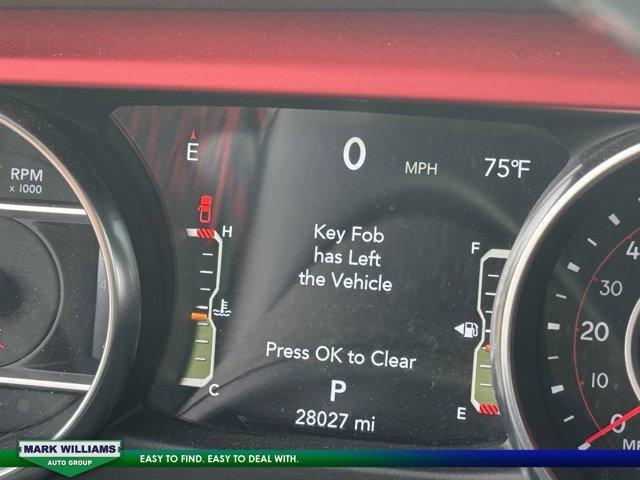 RPM
x 1000
E
0 MPH 75°F
H
Key Fob
has Left
the Vehicle
F
Press OK to Clear
C
P
E
28027 mi
30
20
10
0
MARK WILLIAMS
AUTO GROUP
EASY TO FIND. EASY TO DEAL WITH.